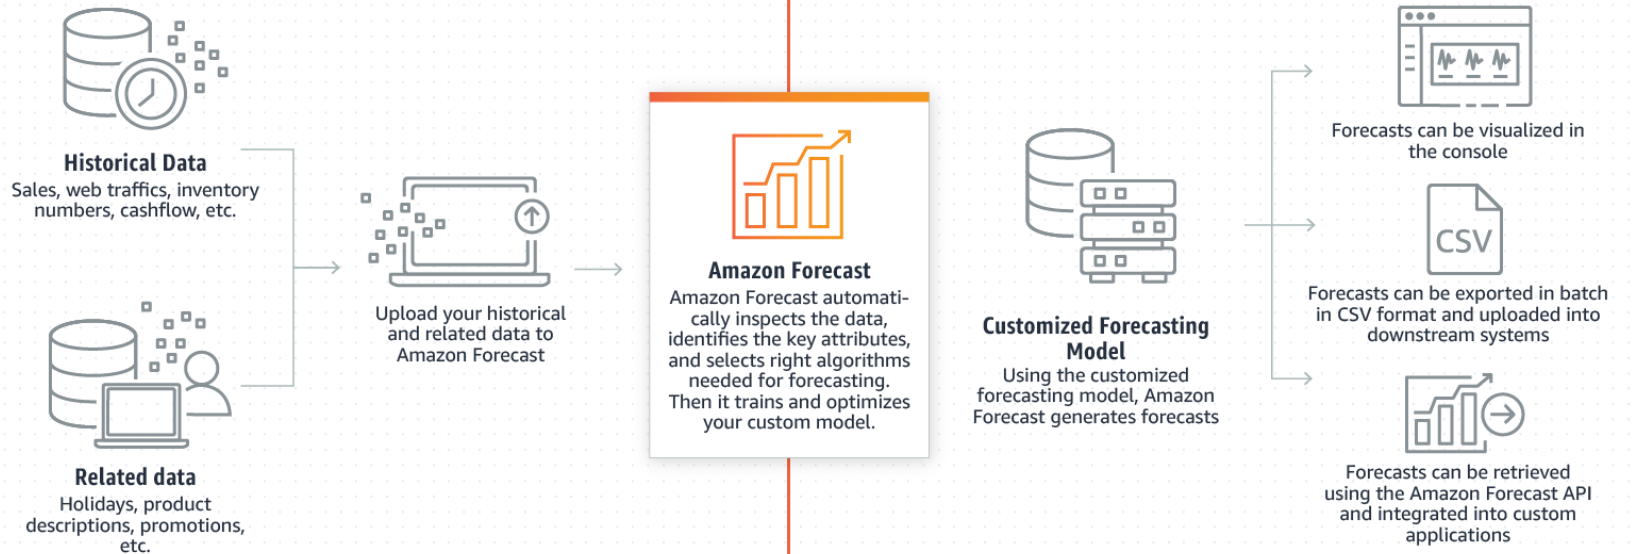 Historical Data
Sales, web traffic, inventory
numbers, cashflow, etc.
Related data
Holidays, product
descriptions, promotions,
etc.
Upload your historical
and related data to
Amazon Forecast
Amazon Forecast
Amazon Forecast automati-
cally inspects the data,
identifies the key attributes,
and selects right algorithms
needed for forecasting.
Then it trains and optimizes
your custom model.
Customized Forecasting
Model
Using the customized
forecasting model, Amazon
Forecast generates forecasts
Forecasts can be visualized in
the console
CSV
Forecasts can be exported in batch
in CSV format and uploaded into
downstream systems
Forecasts can be retrieved
using the Amazon Forecast API
and integrated into custom
applications